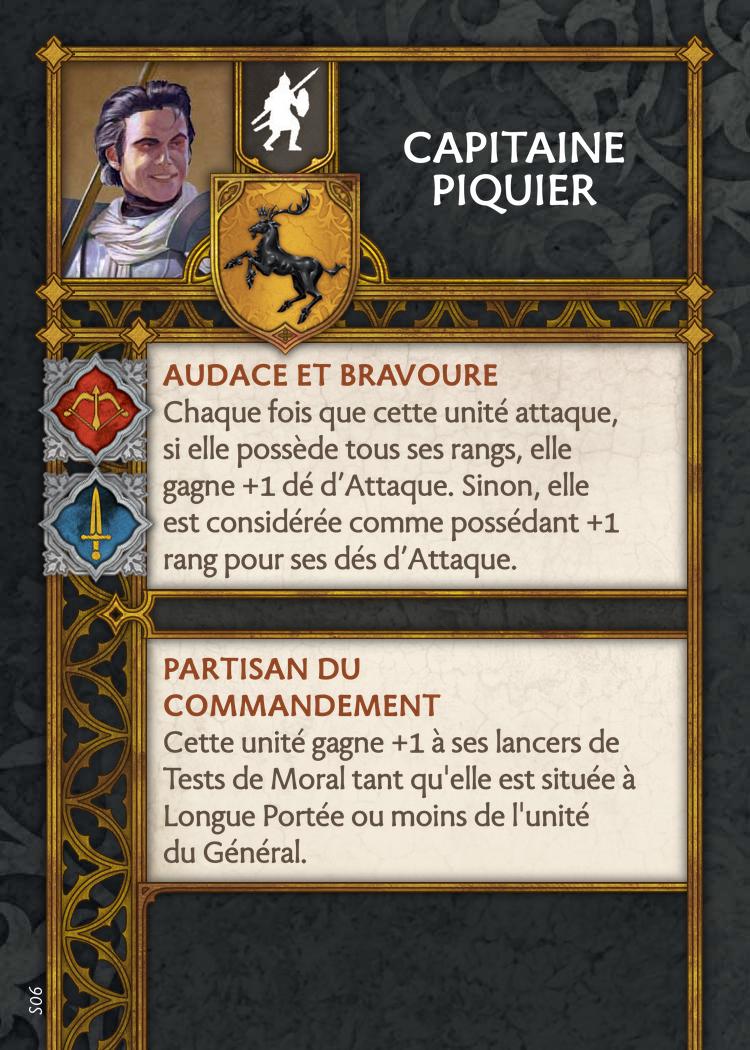 CAPITAINE
PIQUIER
AUDACE ET BRAVOURE
Chaque fois que cette unité attaque,
si elle possède tous ses rangs, elle
gagne +1 dé d’Attaque. Sinon, elle
est considérée comme possédant +1
rang pour ses dés d’Attaque.
PARTISAN DU
COMMANDEMENT
Cette unité gagne +1 à ses lancers de
Tests de Moral tant qu'elle est située à
Longue Portée ou moins de l'unité
du Général.
S06